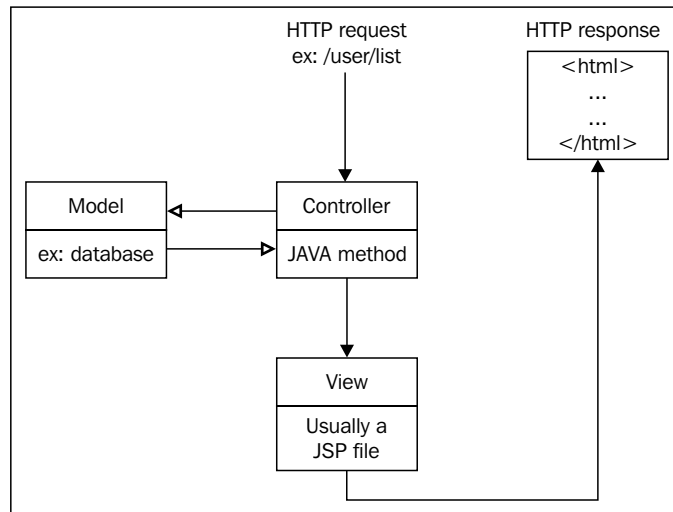 HTTP request
ex: /user/list
HTTP response
<html>
...
...
</html>
Model
ex: database
Controller
JAVA method
View
Usually a
JSP file